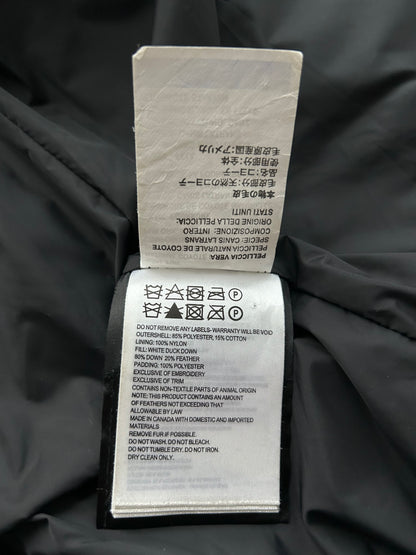 PELLICCIA VERA
PELLICCIA NATURALE DE COYOTE
SPECIE: CANIS LATRANS
COMPOSIZIONE: INTERO
ORIGINE DELLA PELLICCIA:
STATI UNITI
本物の毛皮
毛皮部分：天然のコヨーテ
品名：コヨーテ
使用部分：全体
毛皮原産国：アメリカ
DO NOT REMOVE ANY LABELS-WARRANTY WILL BE VOID
OUTERSHELL: 85% POLYESTER, 15% COTTON
LINING: 100% NYLON
FILL: WHITE DUCK DOWN
80% DOWN 20% FEATHER
PADDING: 100% POLYESTER
EXCLUSIVE OF EMBROIDERY
EXCLUSIVE OF TRIM
CONTAINS NON-TEXTILE PARTS OF ANIMAL ORIGIN
NOTE: THIS PRODUCT CONTAINS AN AMOUNT
OF FEATHERS NOT EXCEEDING THAT
ALLOWABLE BY LAW
MADE IN CANADA WITH DOMESTIC AND IMPORTED
MATERIALS
REMOVE FUR IF POSSIBLE.
DO NOT WASH. DO NOT BLEACH.
DO NOT TUMBLE DRY. DO NOT IRON.
DRY CLEAN ONLY.